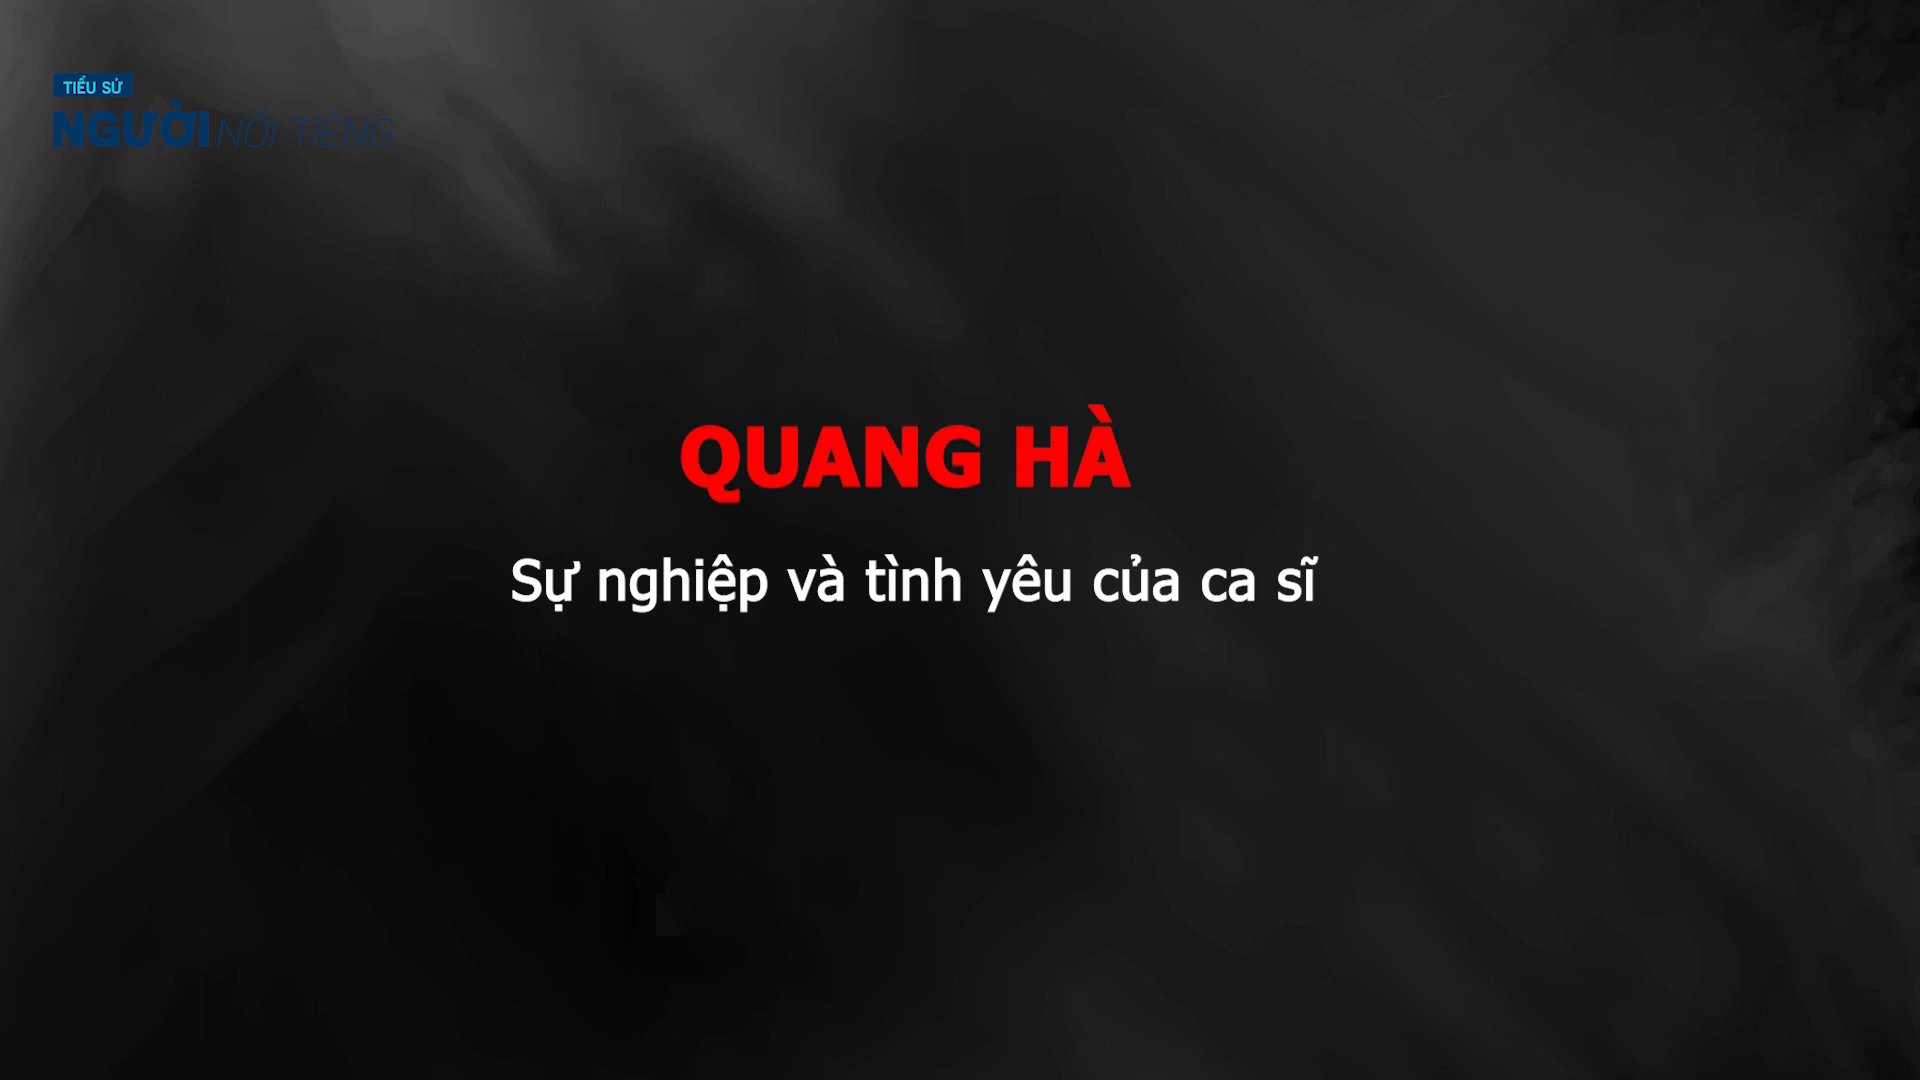 TIỂU SỬ
NGƯỜI NỔI TIẾNG
QUANG HÀ
Sự nghiệp và tình yêu của ca sĩ